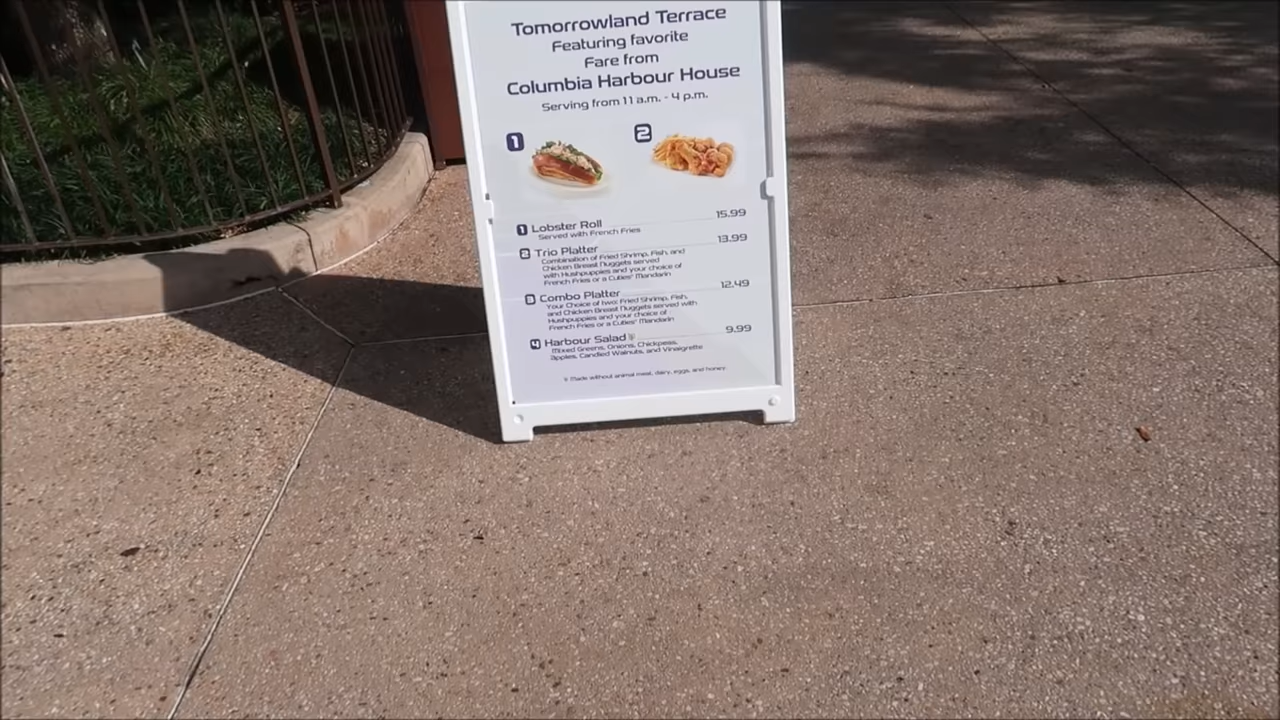 Tomorrowland Terrace
Featuring favorite
Fare from
Columbia Harbour House
Serving from 11 a.m. - 4 p.m.
1
2
1 Lobster Roll 15.99
Served with French Fries
2 Trio Platter 13.99
Combination of Fried Shrimp, Fish, and
Chicken Breast Nuggets served
with Hushpuppies and your choice of
French Fries or a Cuties® Mandarin
3 Combo Platter 12.49
Your Choice of two: Fried Shrimp, Fish,
and Chicken Breast Nuggets served with
Hushpuppies and your choice of
French Fries or a Cuties® Mandarin
4 Harbour Salad 9.99
Mixed Greens, Onions, Chickpeas,
Apples, Candied Walnuts, and Vinaigrette
Made without animal meat, dairy, eggs, and honey